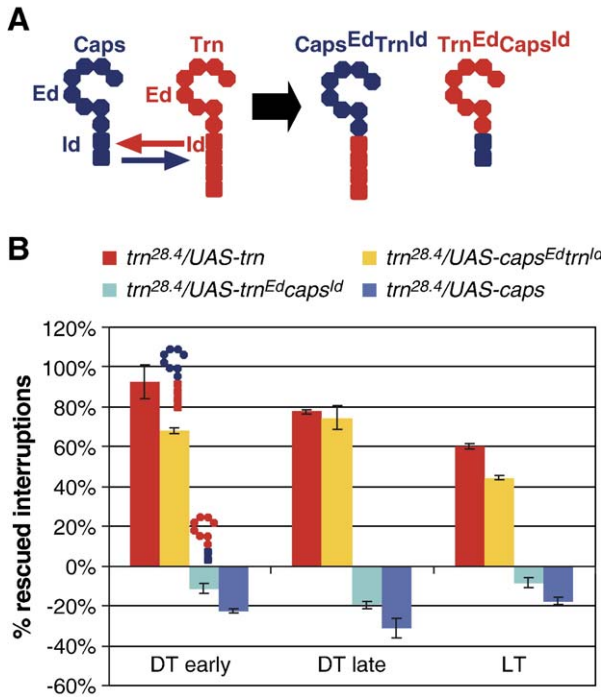 A
Caps
Trn
CapsEdTrnId
TrnEdCapsId
Ed
Ed
Id
Id
B
trn28.4/UAS-trn
trn28.4/UAS-capsEdtrnId
trn28.4/UAS-trnEdcapsId
trn28.4/UAS-caps
% rescued interruptions
120%
100%
80%
60%
40%
20%
0%
-20%
-40%
-60%
DT early
DT late
LT